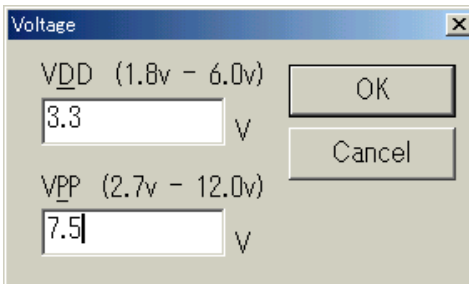 Voltage
VDD (1.8v - 6.0v)
3.3
V
VPP (2.7v - 12.0v)
7.5
V
OK
Cancel